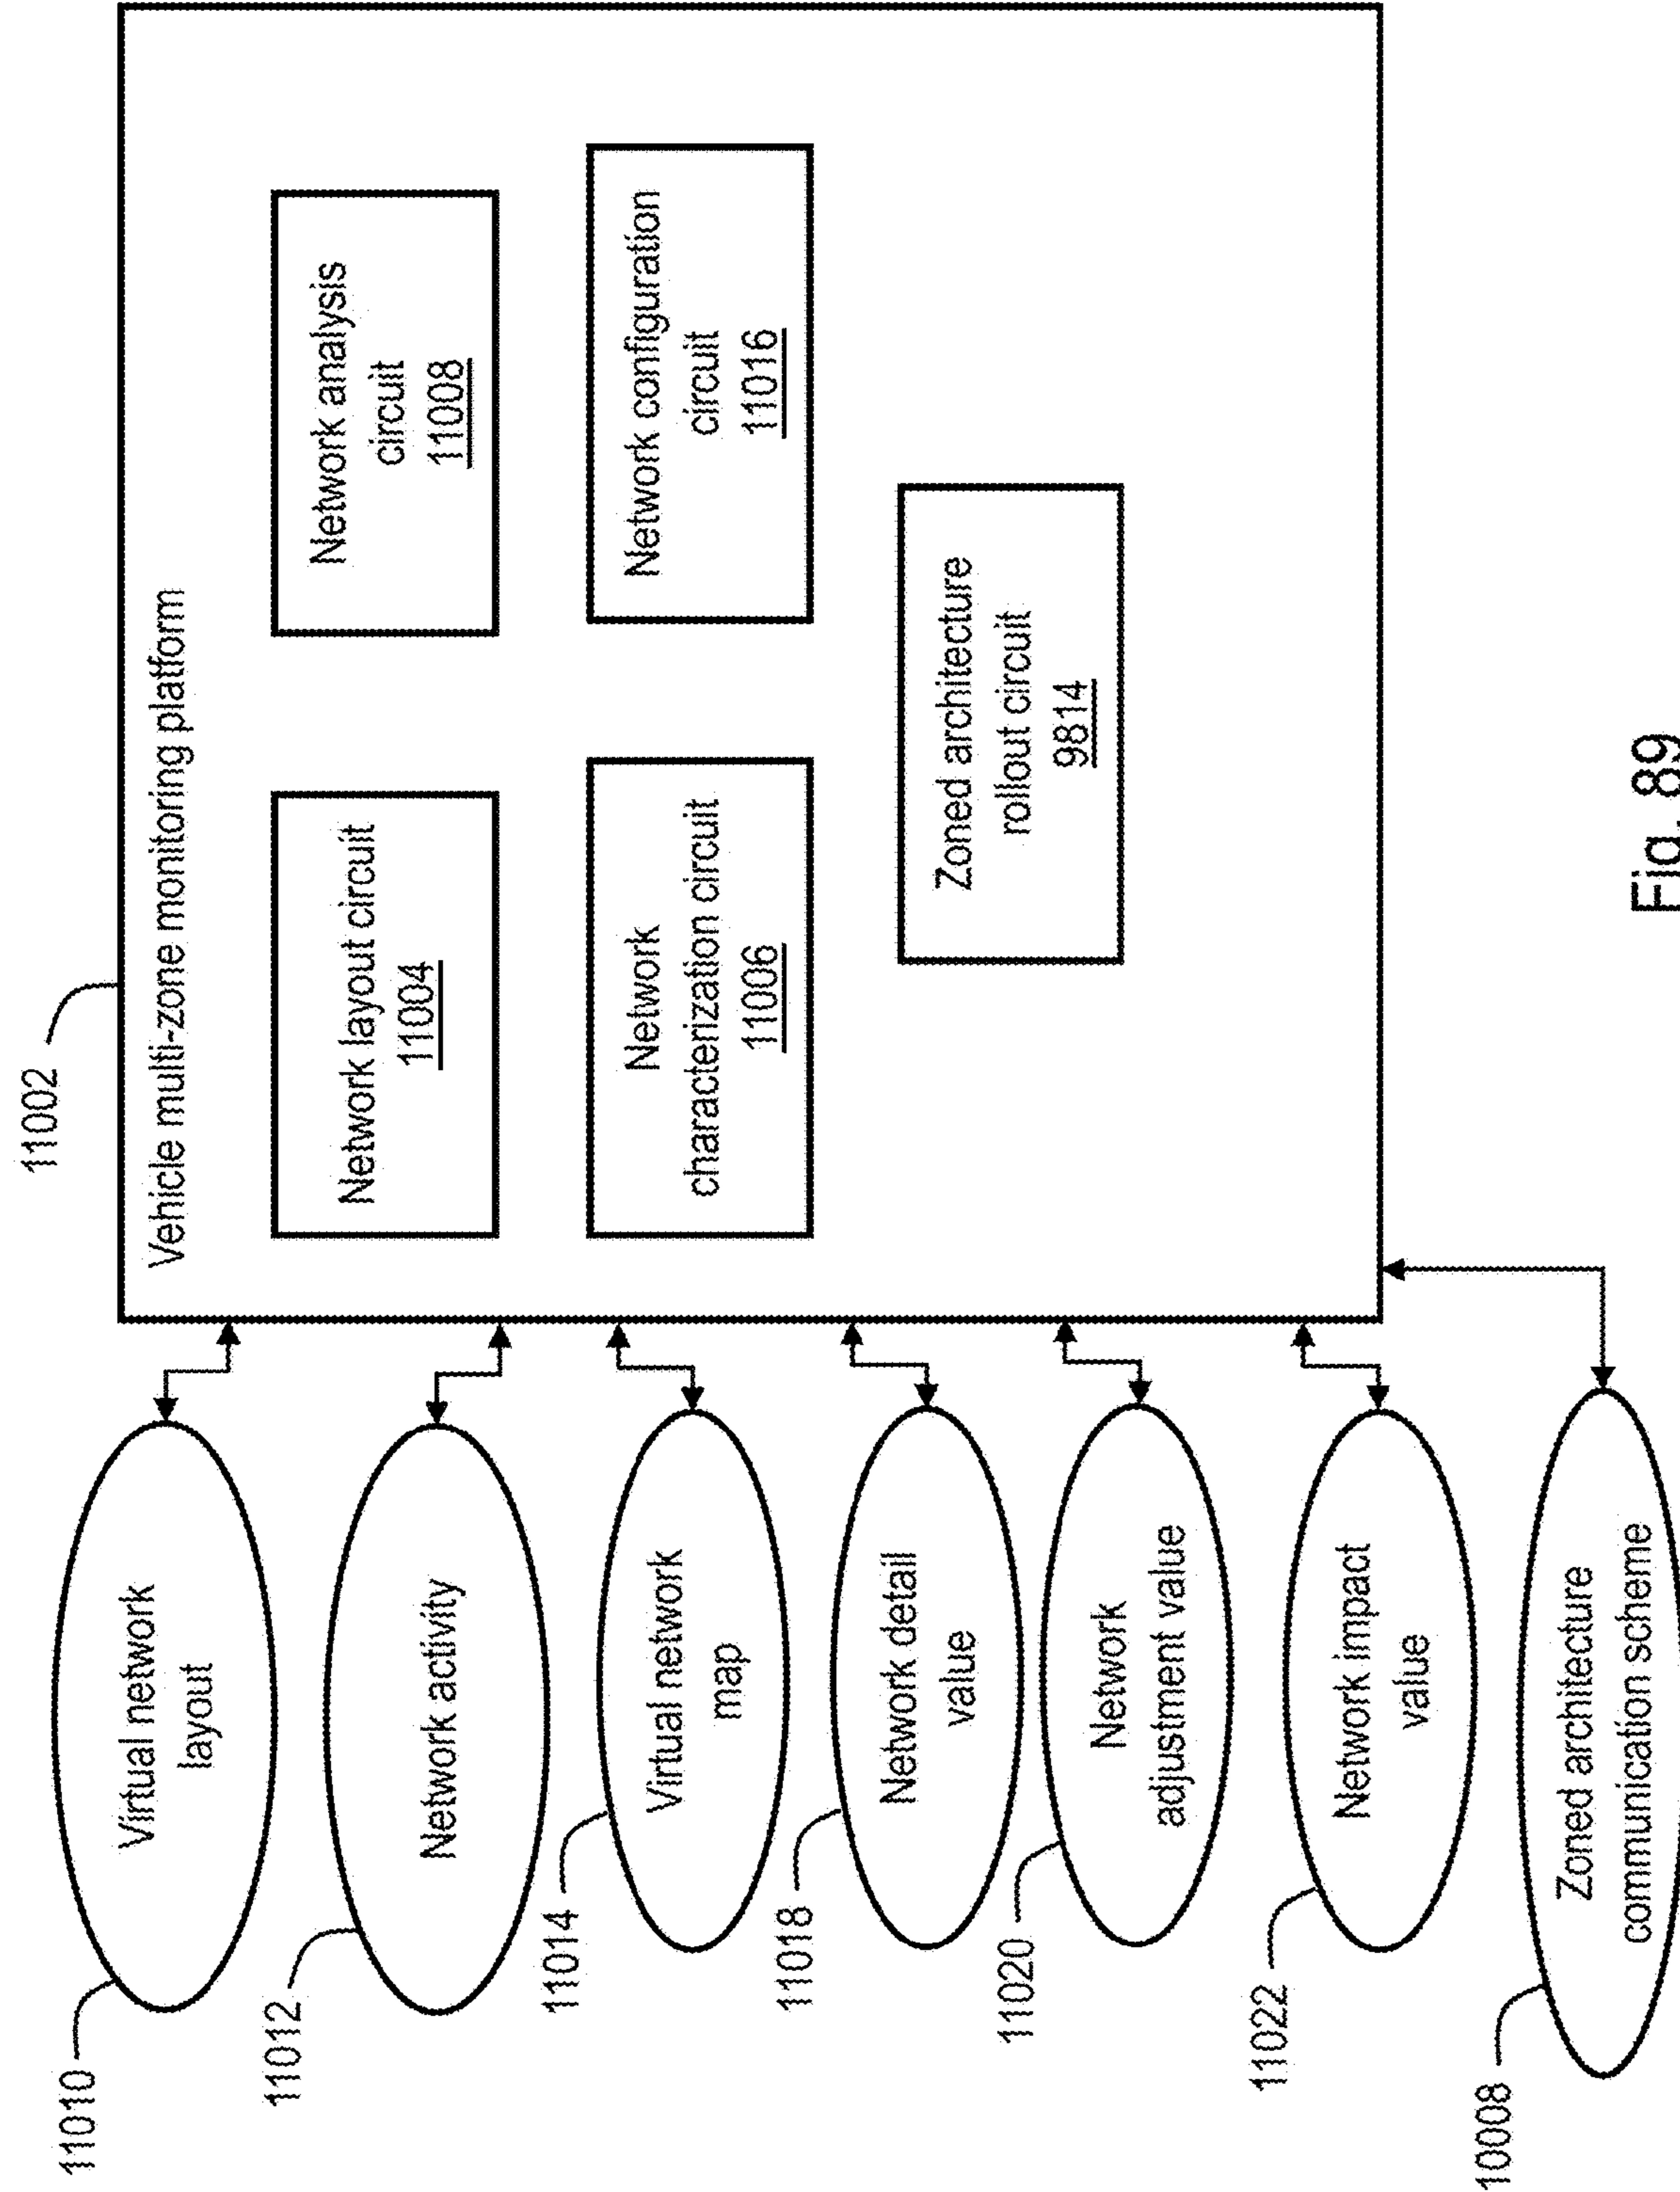 11002
Vehicle multi-zone monitoring platform
Network layout circuit
11004
Network analysis
circuit
11008
Network
characterization circuit
11006
Network configuration
circuit
11016
Zoned architecture
rollout circuit
9814
11010
Virtual network
layout
11012
Network activity
11014
Virtual network
map
11018
Network detail
value
11020
Network
adjustment value
11022
Network impact
value
10008
Zoned architecture
communication scheme
Fig. 89